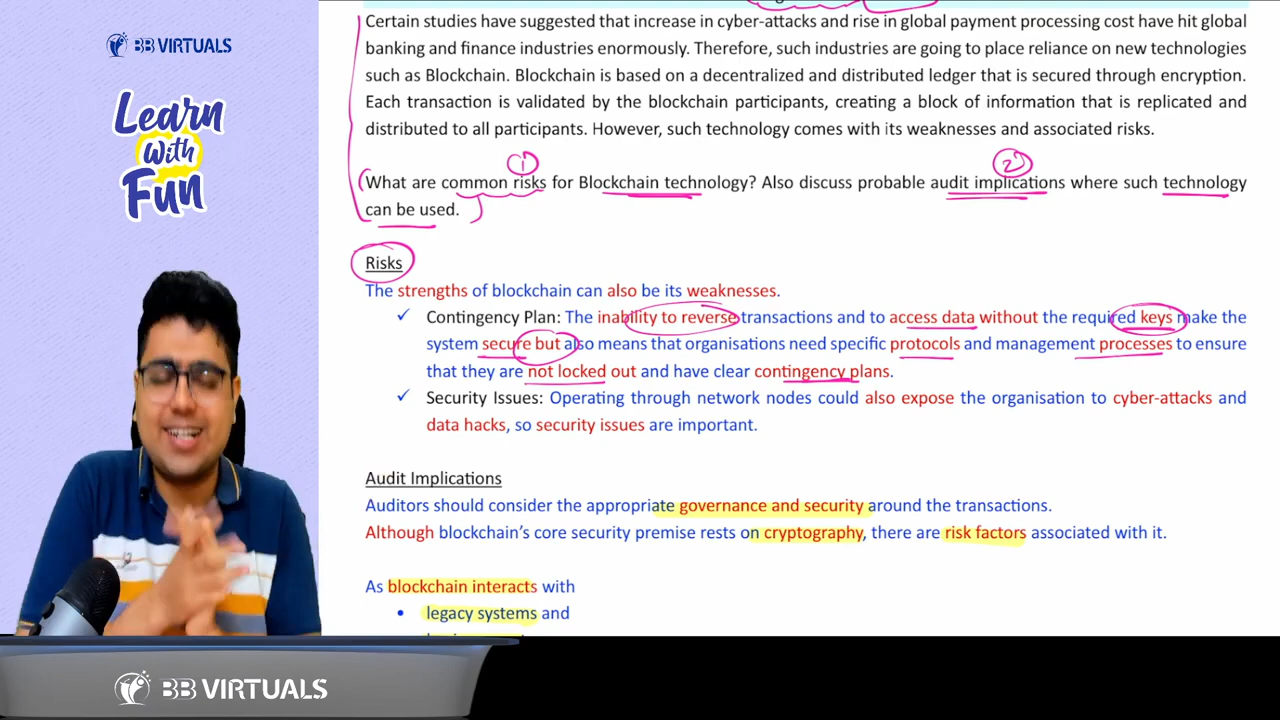 BB VIRTUALS
Learn
With
Fun
Certain studies have suggested that increase in cyber-attacks and rise in global payment processing cost have hit global
banking and finance industries enormously. Therefore, such industries are going to place reliance on new technologies
such as Blockchain. Blockchain is based on a decentralized and distributed ledger that is secured through encryption.
Each transaction is validated by the blockchain participants, creating a block of information that is replicated and
distributed to all participants. However, such technology comes with its weaknesses and associated risks.
1
2
What are common risks for Blockchain technology? Also discuss probable audit implications where such technology
can be used.
Risks
The strengths of blockchain can also be its weaknesses.
✓ Contingency Plan: The inability to reverse transactions and to access data without the required keys make the
system secure but also means that organisations need specific protocols and management processes to ensure
that they are not locked out and have clear contingency plans.
✓ Security Issues: Operating through network nodes could also expose the organisation to cyber-attacks and
data hacks, so security issues are important.
Audit Implications
Auditors should consider the appropriate governance and security around the transactions.
Although blockchain's core security premise rests on cryptography, there are risk factors associated with it.
As blockchain interacts with
• legacy systems and
BB VIRTUALS